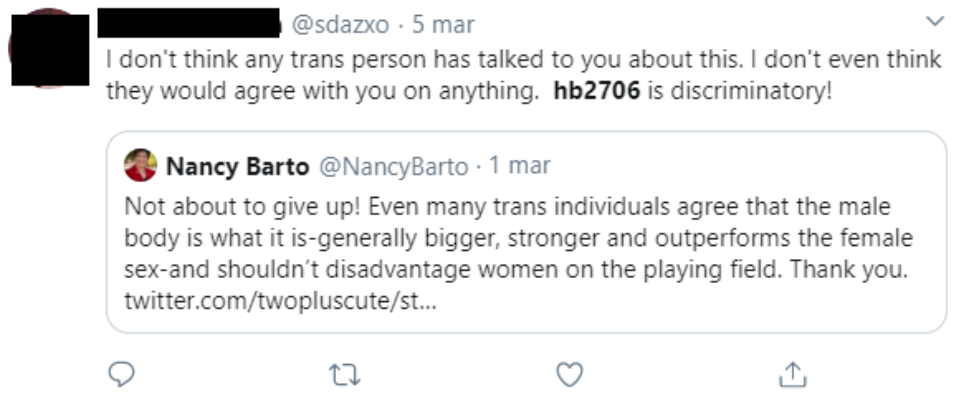 @sdazxo · 5 mar
I don't think any trans person has talked to you about this. I don't even think
they would agree with you on anything. hb2706 is discriminatory!
Nancy Barto @NancyBarto · 1 mar
Not about to give up! Even many trans individuals agree that the male
body is what it is-generally bigger, stronger and outperforms the female
sex-and shouldn't disadvantage women on the playing field. Thank you.
twitter.com/twopluscute/st...